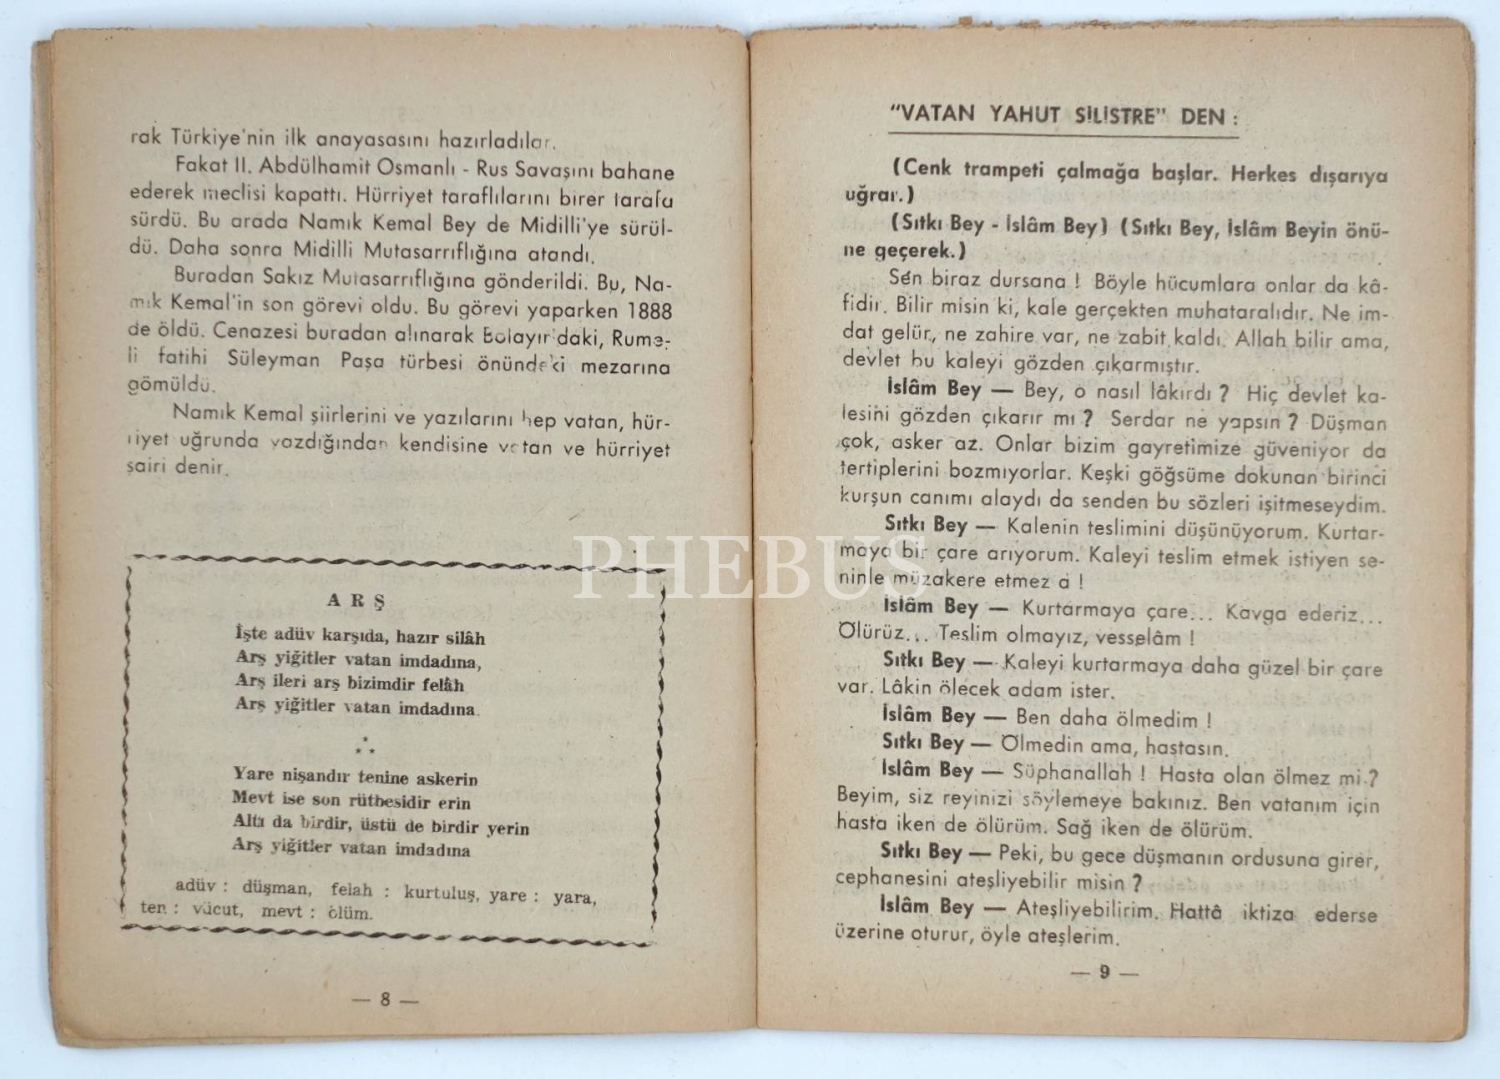 rak Türkiye'nin ilk anayasasını hazırladılar.
Fakat II. Abdülhamit Osmanlı - Rus Savaşını bahane
ederek meclisi kapattı. Hürriyet taraflılarını birer tarafa
sürdü. Bu arada Namık Kemal Bey de Midilli'ye sürül-
dü. Daha sonra Midilli Mutasarrıflığına atandı.
Buradan Sakız Mutasarrıflığına gönderildi. Bu, Na-
mık Kemal'in son görevi oldu. Bu görevi yaparken 1888
de öldü. Cenazesi buradan alınarak Bolayır'daki, Rume-
li fatihi Süleyman Paşa türbesi önündeki mezarına
gömüldü.
Namık Kemal şiirlerini ve yazılarını hep vatan, hür-
riyet uğrunda yazdığından kendisine vatan ve hürriyet
şairi denir.
ARŞ
İşte adüv karşıda, hazır silâh
Arş yiğitler vatan imdadına,
Arş ileri arş bizimdir felâh
Arş yiğitler vatan imdadına.
* * *
Yare nişandır tenine askerin
Mevt ise son rütbesidir erin
Altı da birdir, üstü de birdir yerin
Arş yiğitler vatan imdadına
adüv : düşman, felah : kurtuluş, yare : yara,
ten : vücut, mevt : ölüm.
— 8 —
"VATAN YAHUT SİLİSTRE" DEN :
(Cenk trampeti çalmağa başlar. Herkes dışarıya
uğrar.)
(Sıtkı Bey - İslâm Bey) (Sıtkı Bey, İslâm Beyin önü-
ne geçerek.)
Sen biraz dursana ! Böyle hücumlara onlar da kâ-
fidir. Bilir misin ki, kale gerçekten muhataralıdır. Ne im-
dat gelür, ne zahire var, ne zabit kaldı. Allah bilir ama,
devlet bu kaleyi gözden çıkarmıştır.
İslâm Bey — Bey, o nasıl lâkırdı ? Hiç devlet ka-
lesini gözden çıkarır mı ? Serdar ne yapsın ? Düşman
çok, asker az. Onlar bizim gayretimize güveniyor da
tertiplerini bozmıyorlar. Keşki göğsüme dokunan birinci
kurşun canımı alaydı da senden bu sözleri işitmeseydim.
Sıtkı Bey — Kalenin teslimini düşünüyorum. Kurtar-
maya bir çare arıyorum. Kaleyi teslim etmek istiyen se-
ninle müzakere etmez a !
İslâm Bey — Kurtarmaya çare... Kavga ederiz...
Ölürüz... Teslim olmayız, vesselâm !
Sıtkı Bey — Kaleyi kurtarmaya daha güzel bir çare
var. Lâkin ölecek adam ister.
İslâm Bey — Ben daha ölmedim !
Sıtkı Bey — Ölmedin ama, hastasın.
İslâm Bey — Süphanallah ! Hasta olan ölmez mi ?
Beyim, siz reyinizi söylemeye bakınız. Ben vatanım için
hasta iken de ölürüm. Sağ iken de ölürüm.
Sıtkı Bey — Peki, bu gece düşmanın ordusuna girer,
cephanesini ateşliyebilir misin ?
İslâm Bey — Ateşliyebilirim. Hattâ iktiza ederse
üzerine oturur, öyle ateşlerim.
— 9 —
PHEBUS